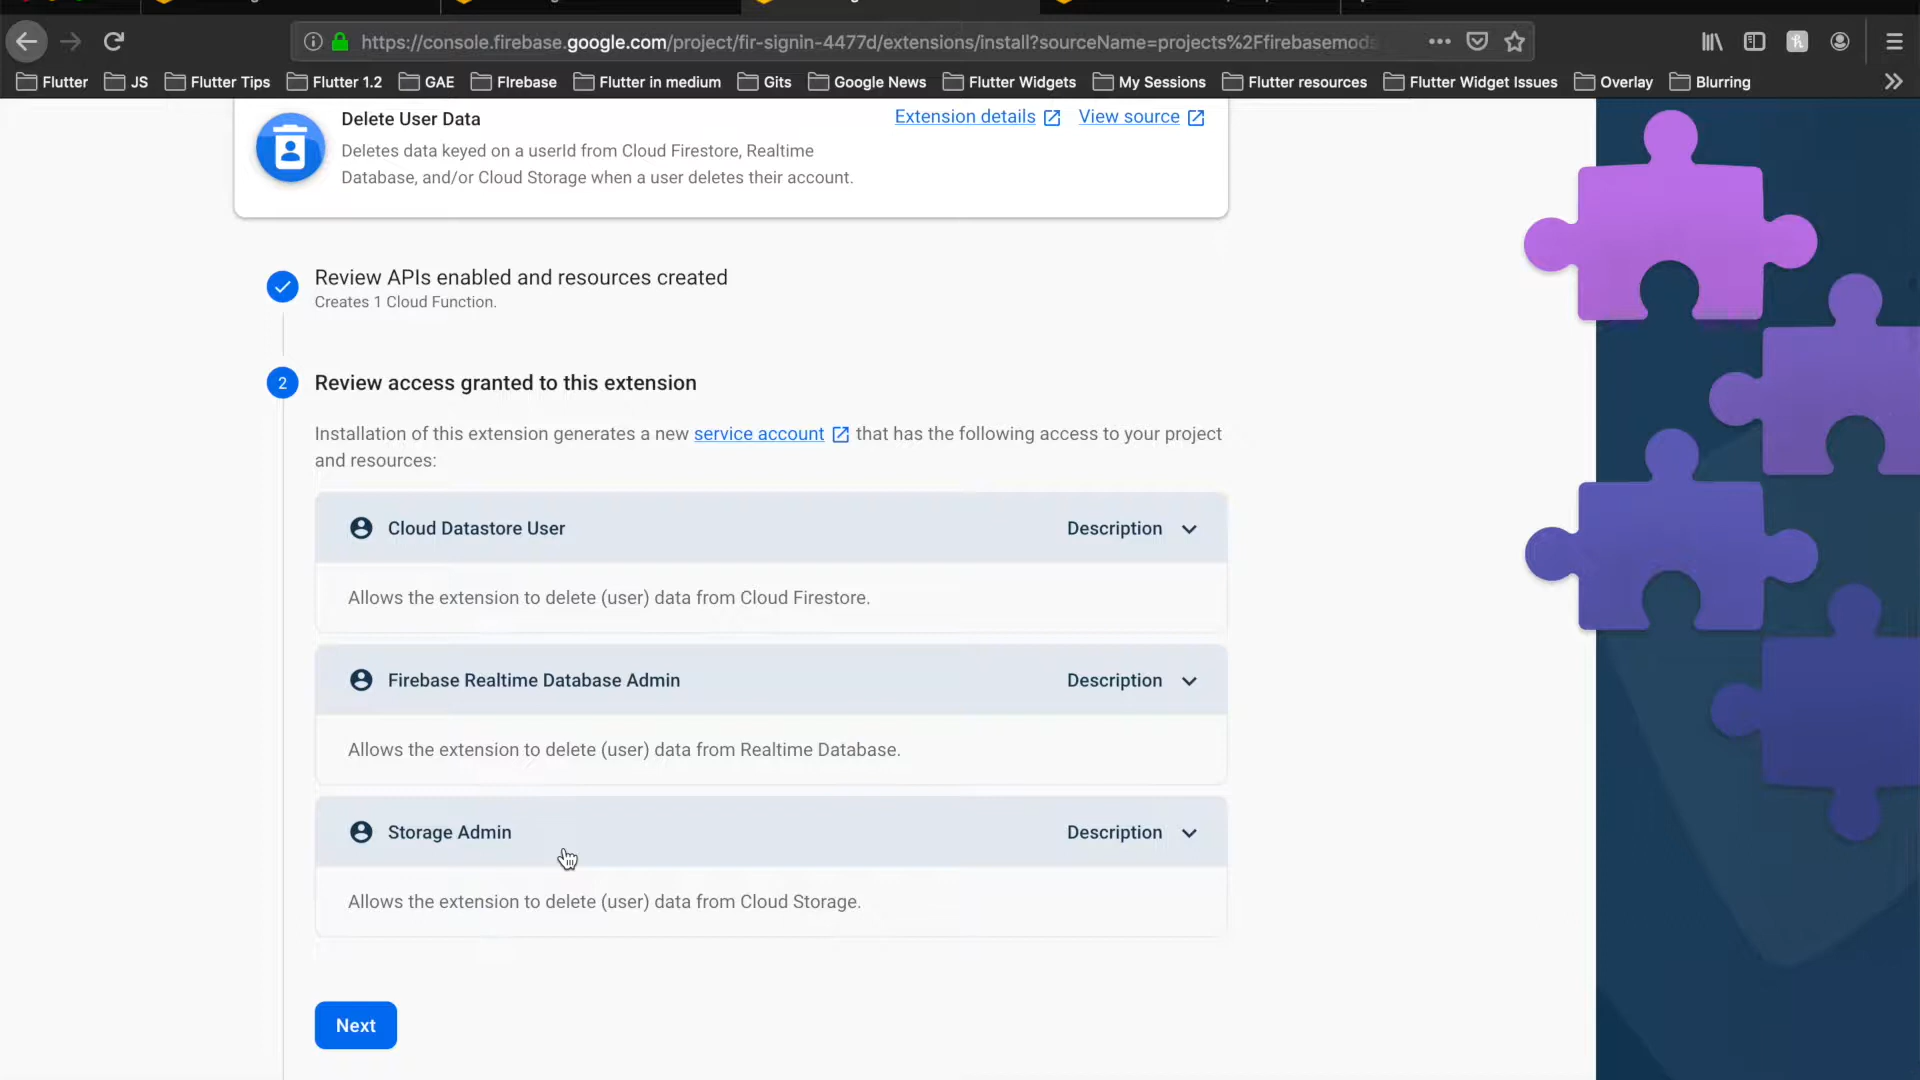 https://console.firebase.google.com/project/fir-signin-4477d/extensions/install?sourceName=projects%2Ffirebasemods
Flutter JS Flutter Tips Flutter 1.2 GAE FIrebase Flutter in medium Gits Google News Flutter Widgets My Sessions Flutter resources Flutter Widget Issues Overlay Blurring
Delete User Data Extension details View source
Deletes data keyed on a userId from Cloud Firestore, Realtime
Database, and/or Cloud Storage when a user deletes their account.
Review APIs enabled and resources created
Creates 1 Cloud Function.
2 Review access granted to this extension
Installation of this extension generates a new service account that has the following access to your project
and resources:
Cloud Datastore User Description
Allows the extension to delete (user) data from Cloud Firestore.
Firebase Realtime Database Admin Description
Allows the extension to delete (user) data from Realtime Database.
Storage Admin Description
Allows the extension to delete (user) data from Cloud Storage.
Next